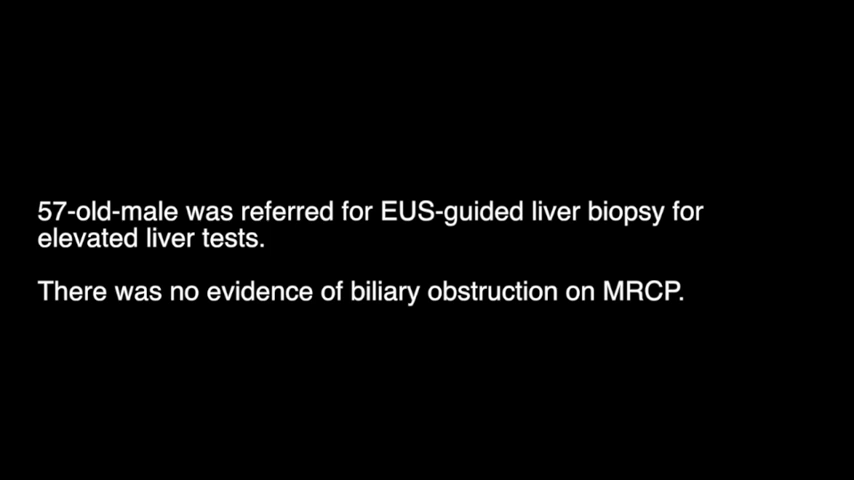 57-old-male was referred for EUS-guided liver biopsy for
elevated liver tests.
There was no evidence of biliary obstruction on MRCP.